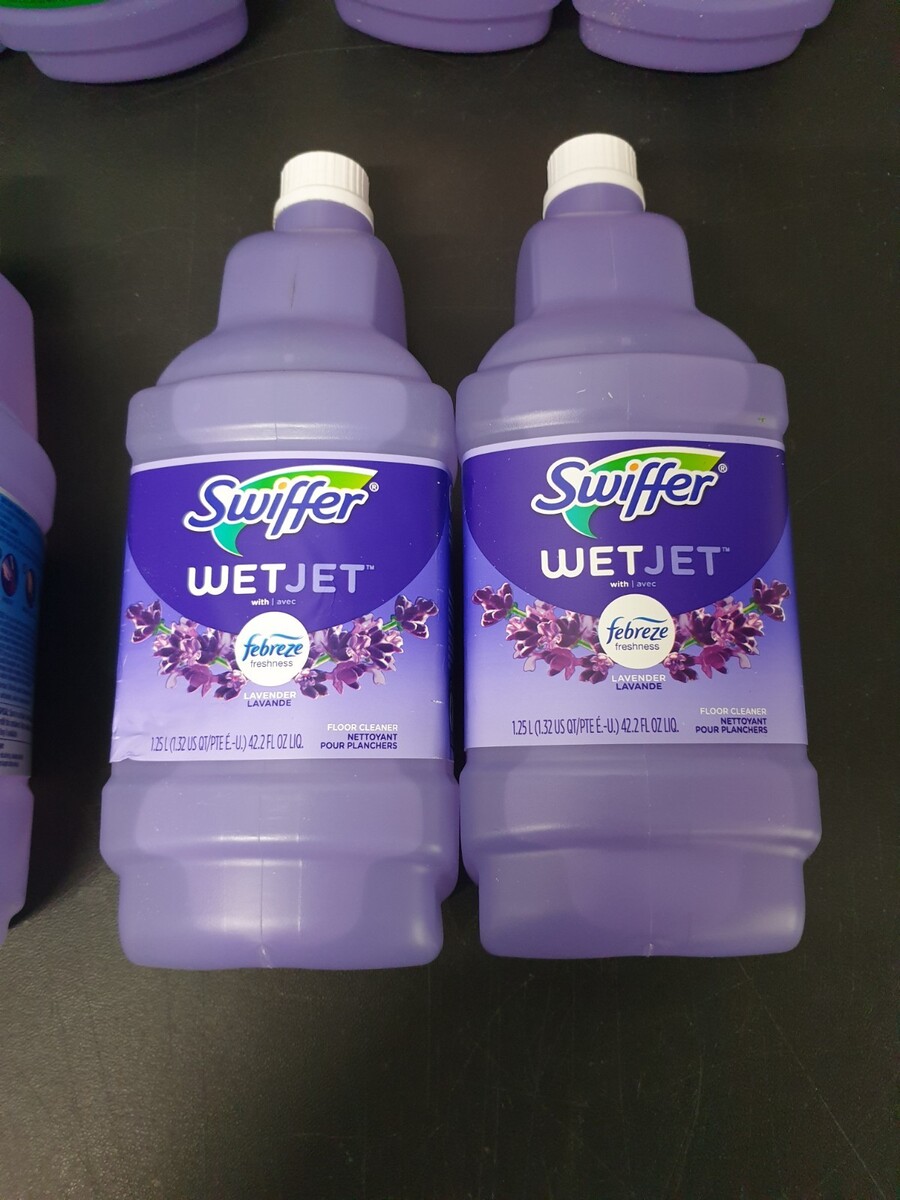 Swiffer®
WETJET™
with | avec
febreze
freshness
LAVENDER
LAVANDE
1.25 L (1.32 US QT/PTE É.-U.) 42.2 FL OZ LIQ.
FLOOR CLEANER
NETTOYANT
POUR PLANCHERS
Swiffer®
WETJET™
with | avec
febreze
freshness
LAVENDER
LAVANDE
1.25 L (1.32 US QT/PTE É.-U.) 42.2 FL OZ LIQ.
FLOOR CLEANER
NETTOYANT
POUR PLANCHERS